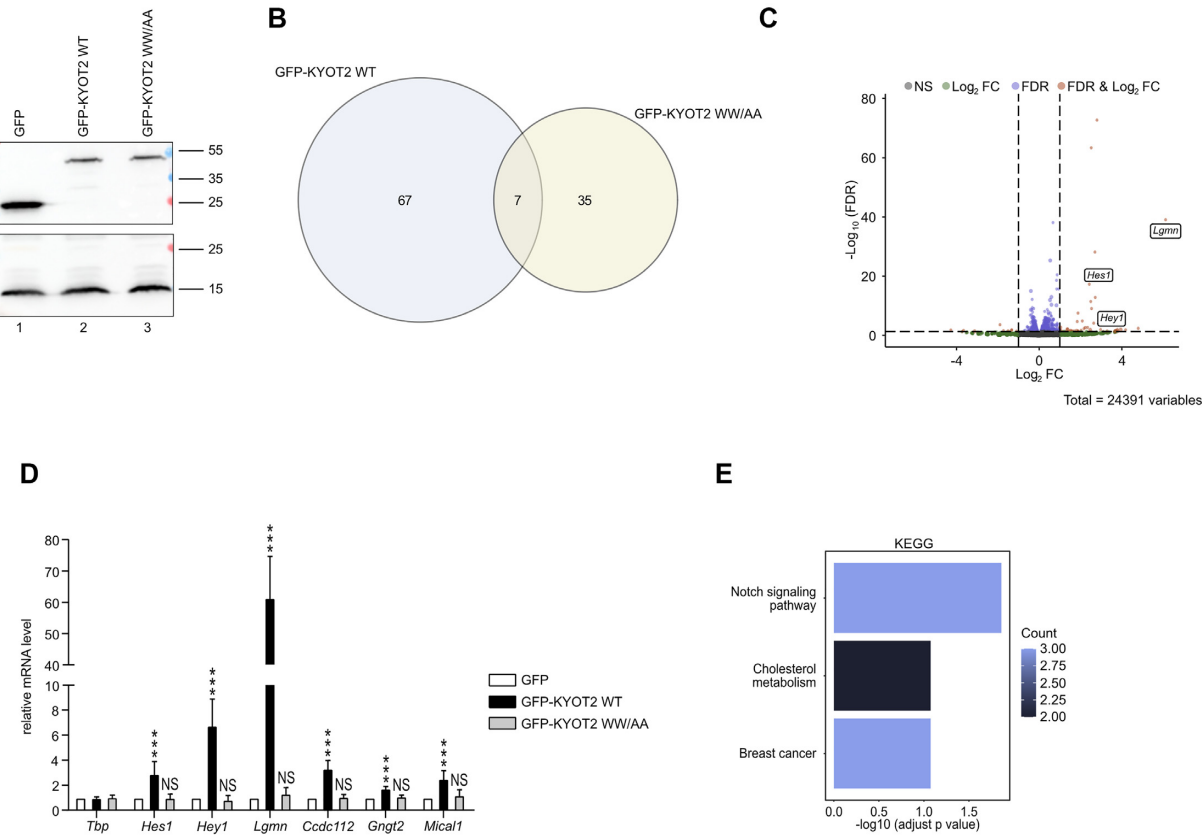 GFP
GFP-KYOT2 WT
GFP-KYOT2 WW/AA
55
35
25
25
15
1 2 3
B
GFP-KYOT2 WT
GFP-KYOT2 WW/AA
67 7 35
C
NS Log2 FC FDR FDR & Log2 FC
80
60
40
20
0
-Log10 (FDR)
Lgmn
Hes1
Hey1
-4 0 4
Log2 FC
Total = 24391 variables
D
relative mRNA level
80
70
60
50
40
10
8
6
4
2
0
***
***
***
***
***
***
NS NS NS NS NS NS
Tbp Hes1 Hey1 Lgmn Ccdc112 Gngt2 Mical1
GFP
GFP-KYOT2 WT
GFP-KYOT2 WW/AA
E
KEGG
Notch signaling
pathway
Cholesterol
metabolism
Breast cancer
0.0 0.5 1.0 1.5
-log10 (adjust p value)
Count
3.00
2.75
2.50
2.25
2.00